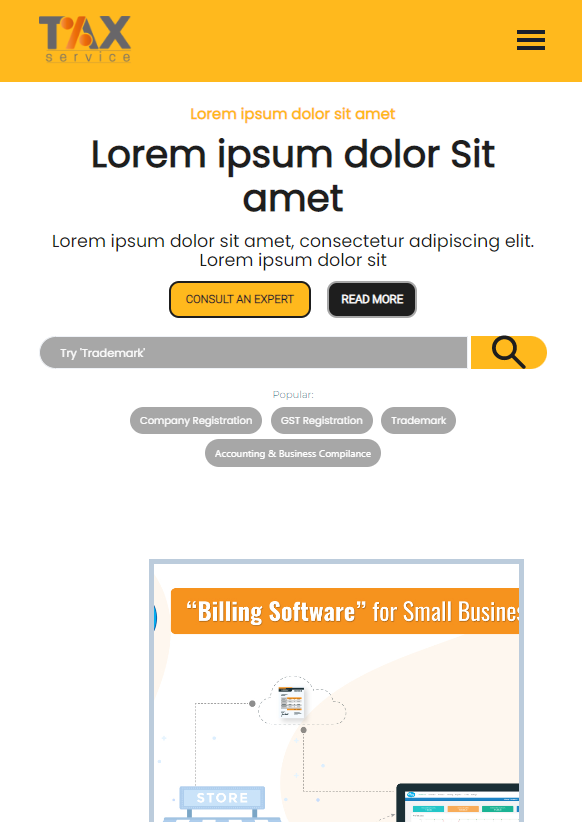 TAX
service
Lorem ipsum dolor sit amet
Lorem ipsum dolor Sit
amet
Lorem ipsum dolor sit amet, consectetur adipiscing elit.
Lorem ipsum dolor sit
CONSULT AN EXPERT
READ MORE
Try 'Trademark'
Popular:
Company Registration
GST Registration
Trademark
Accounting & Business Compilance
“Billing Software” for Small Busines
STORE